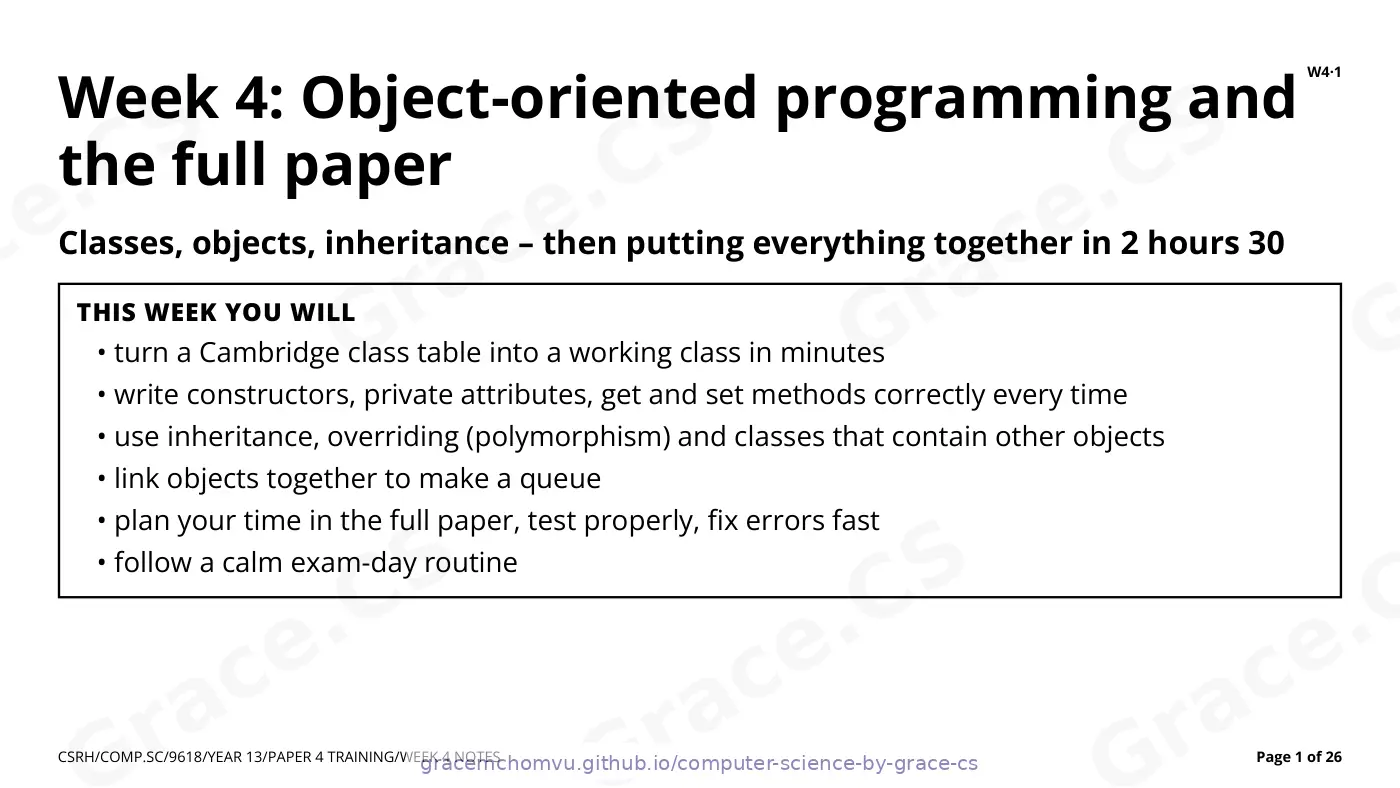 W4·1
Week 4: Object-oriented programming and
the full paper
Classes, objects, inheritance – then putting everything together in 2 hours 30
THIS WEEK YOU WILL
• turn a Cambridge class table into a working class in minutes
• write constructors, private attributes, get and set methods correctly every time
• use inheritance, overriding (polymorphism) and classes that contain other objects
• link objects together to make a queue
• plan your time in the full paper, test properly, fix errors fast
• follow a calm exam-day routine
Grace.CS
CSRH/COMP.SC/9618/YEAR 13/PAPER 4 TRAINING/WEEK 4 NOTES
gracemchomvu.github.io/computer-science-by-grace-cs
Page 1 of 26